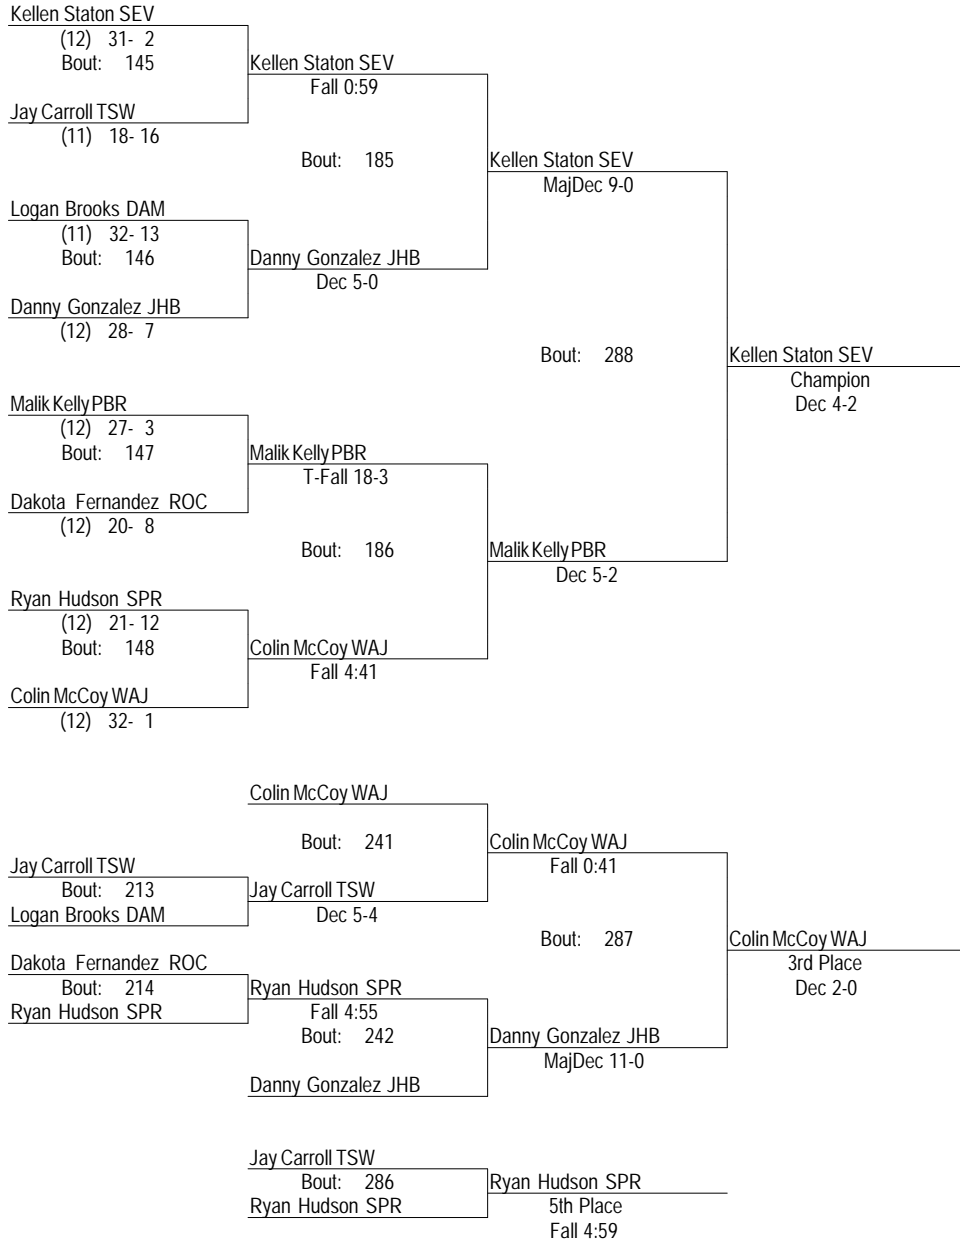 Kellen Staton SEV
(12) 31- 2
Bout: 145
Kellen Staton SEV
Fall 0:59
Jay Carroll TSW
(11) 18- 16
Bout: 185
Kellen Staton SEV
MajDec 9-0
Logan Brooks DAM
(11) 32- 13
Bout: 146
Danny Gonzalez JHB
Dec 5-0
Danny Gonzalez JHB
(12) 28- 7
Bout: 288
Kellen Staton SEV
Champion
Dec 4-2
Malik Kelly PBR
(12) 27- 3
Bout: 147
Malik Kelly PBR
T-Fall 18-3
Dakota Fernandez ROC
(12) 20- 8
Bout: 186
Malik Kelly PBR
Dec 5-2
Ryan Hudson SPR
(12) 21- 12
Bout: 148
Colin McCoy WAJ
Fall 4:41
Colin McCoy WAJ
(12) 32- 1
Colin McCoy WAJ
Bout: 241
Colin McCoy WAJ
Fall 0:41
Jay Carroll TSW
Bout: 213
Jay Carroll TSW
Logan Brooks DAM
Dec 5-4
Bout: 287
Colin McCoy WAJ
3rd Place
Dec 2-0
Dakota Fernandez ROC
Bout: 214
Ryan Hudson SPR
Ryan Hudson SPR
Fall 4:55
Bout: 242
Danny Gonzalez JHB
MajDec 11-0
Danny Gonzalez JHB
Jay Carroll TSW
Bout: 286
Ryan Hudson SPR
Ryan Hudson SPR
5th Place
Fall 4:59